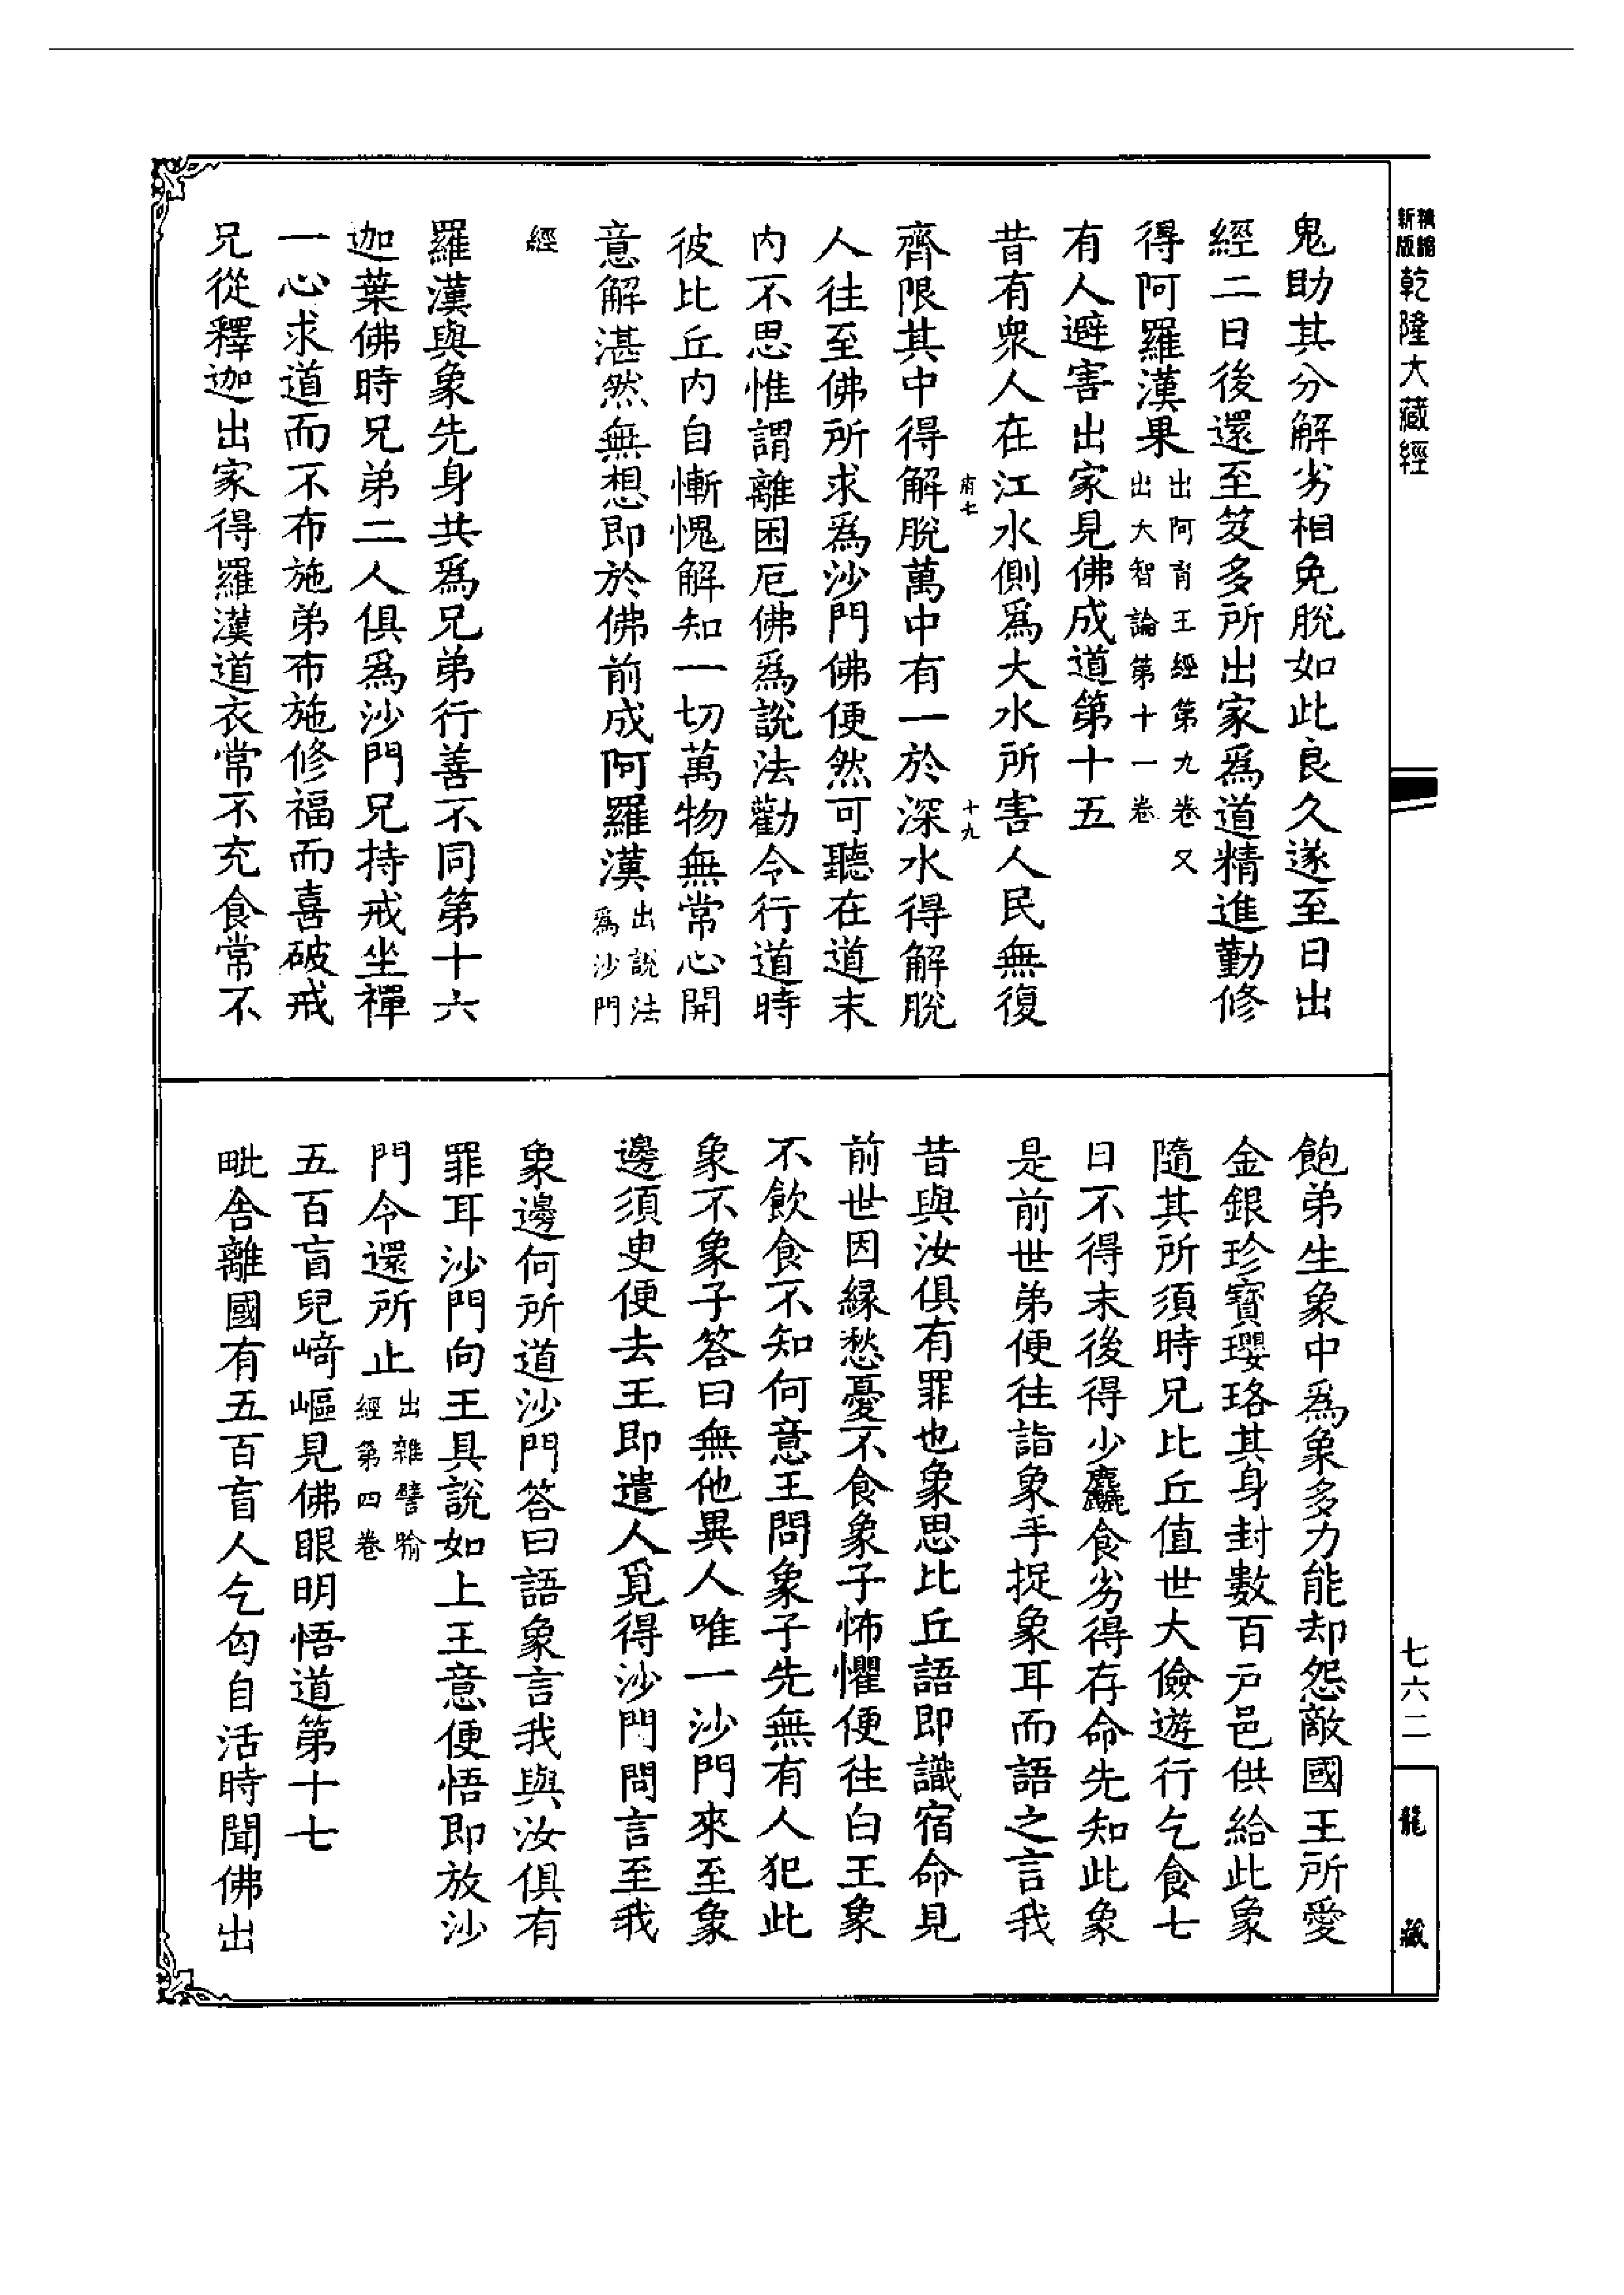 新版精縮
乾隆大藏經
七六二
龍藏
鬼助其分解劣相免脫如此良久遂至日出
經二日後還至笈多所出家爲道精進勤修
得阿羅漢果出阿育王經第九卷又出大智論第十一卷
有人避害出家見佛成道第十五
昔有衆人在江水側爲大水所害人民無復
府七
十九
齊限其中得解脫萬中有一於深水得解脫
人往至佛所求爲沙門佛便然可聽在道末
內不思惟謂離困厄佛爲說法勸令行道時
彼比丘內自慚愧解知一切萬物無常心開
意解湛然無想即於佛前成阿羅漢出說法爲沙門
經
羅漢與象先身共爲兄弟行善不同第十六
迦葉佛時兄弟二人俱爲沙門兄持戒坐禪
一心求道而不布施弟布施修福而喜破戒
兄從釋迦出家得羅漢道衣常不充食常不
飽弟生象中爲象多力能却怨敵國王所愛
金銀珍寶瓔珞其身封數百戶邑供給此象
隨其所須時兄比丘值世大儉遊行乞食七
日不得末後得少麤食劣得存命先知此象
是前世弟便往詣象手捉象耳而語之言我
昔與汝俱有罪也象思比丘語即識宿命見
前世因緣愁憂不食象子怖懼便往白王象
不飲食不知何意王問象子先無有人犯此
象不象子答曰無他異人唯一沙門來至象
邊須臾便去王即遣人覓得沙門問言至我
象邊何所道沙門答曰語象言我與汝俱有
罪耳沙門向王具說如上王意便悟即放沙
門令還所止出雜譬喻經第四卷
五百盲兒﨑嶇見佛眼明悟道第十七
毗舍離國有五百盲人乞匃自活時聞佛出